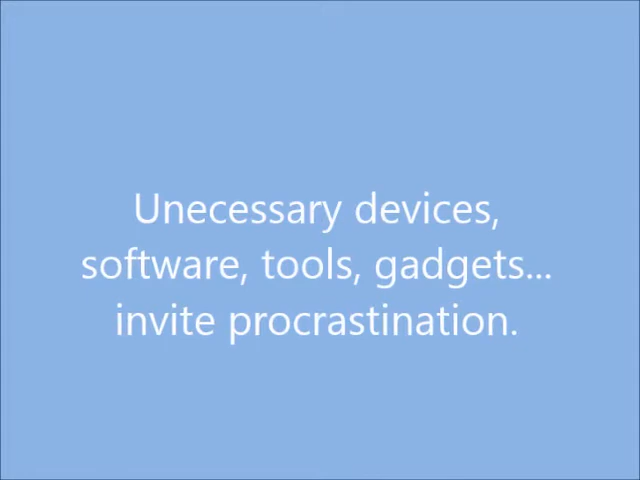 Unecessary devices,
software, tools, gadgets...
invite procrastination.